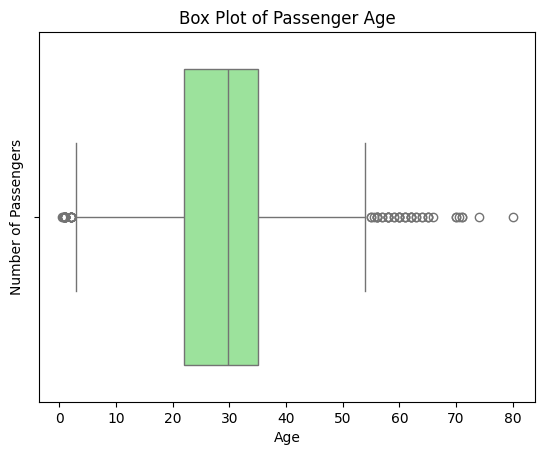 Box Plot of Passenger Age
Number of Passengers
0 10 20 30 40 50 60 70 80
Age